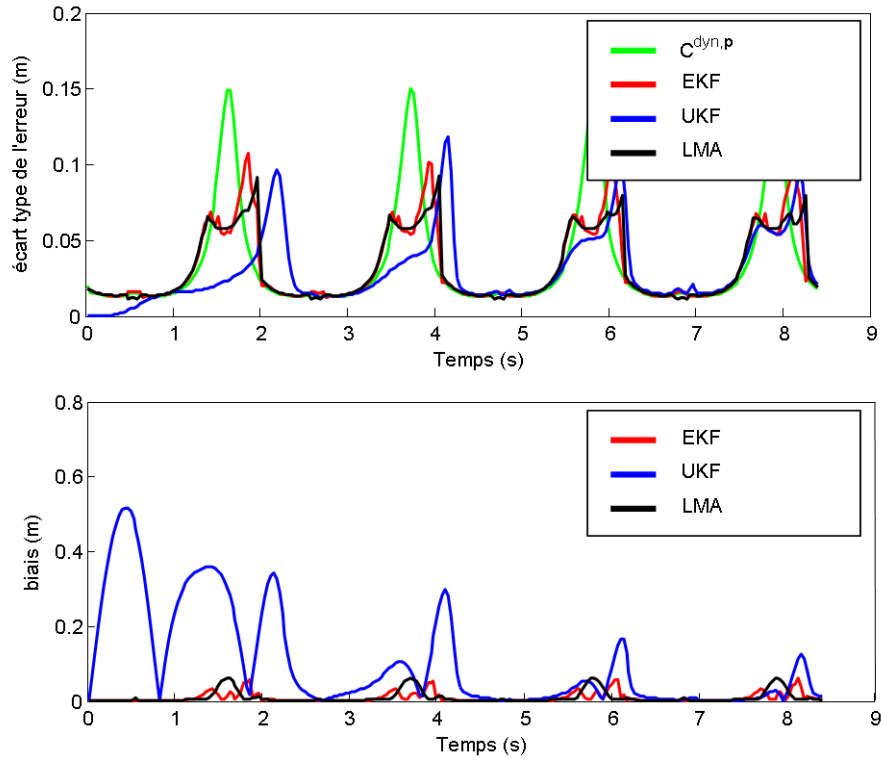 0.2
0.15
0.1
0.05
0
écart type de l'erreur (m)
C^dyn,p
EKF
UKF
LMA
0 1 2 3 4 5 6 7 8 9
Temps (s)
0.8
0.6
0.4
0.2
0
biais (m)
EKF
UKF
LMA
0 1 2 3 4 5 6 7 8 9
Temps (s)